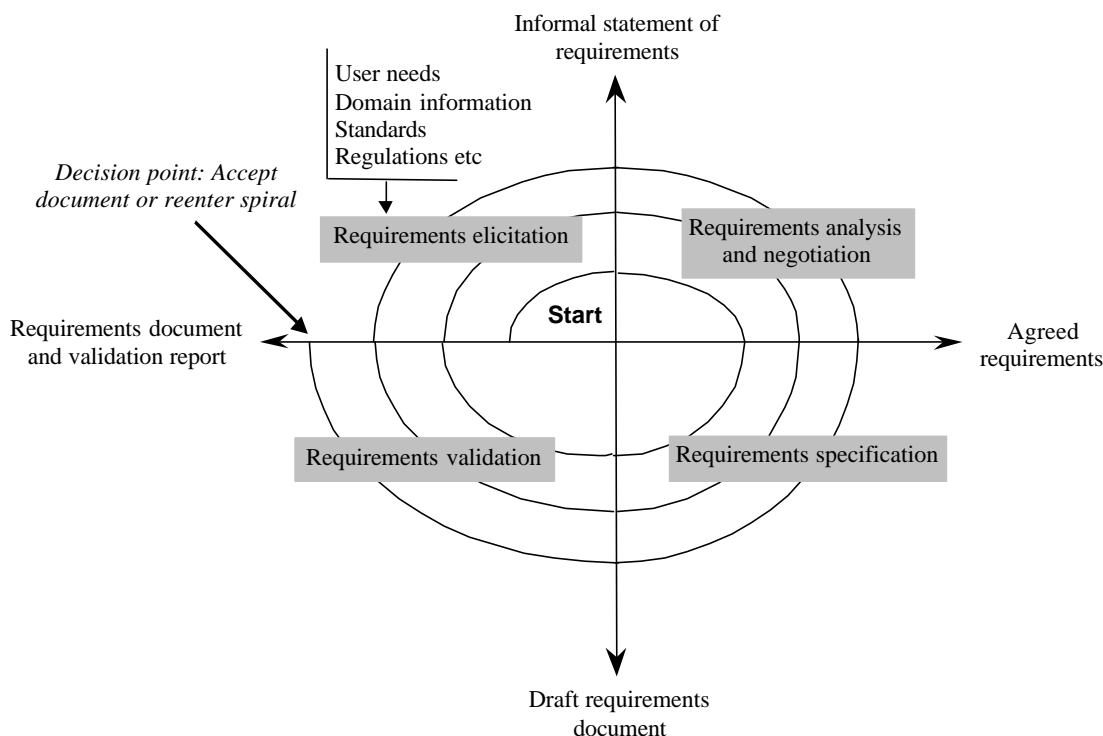 Informal statement of
requirements
User needs
Domain information
Standards
Regulations etc
Decision point: Accept
document or reenter spiral
Requirements elicitation
Requirements analysis
and negotiation
Start
Requirements document
and validation report
Agreed
requirements
Requirements validation
Requirements specification
Draft requirements
document